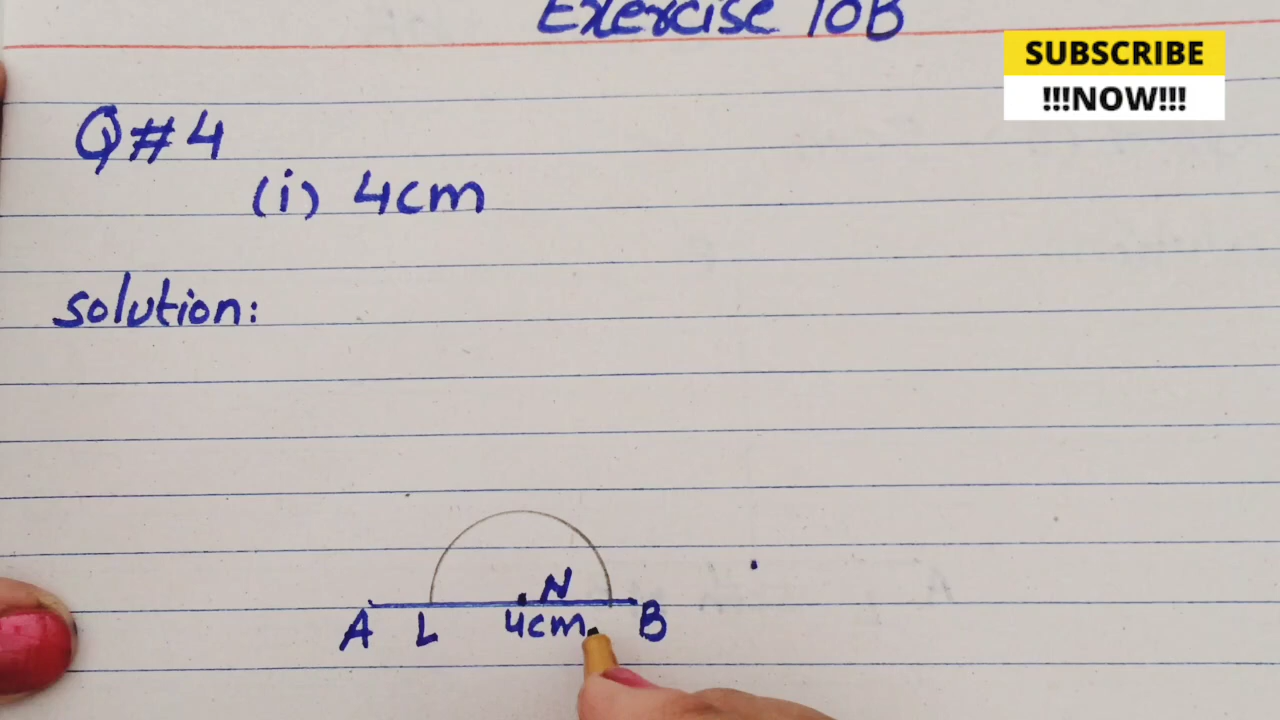 Exercise 10B
SUBSCRIBE
!!!NOW!!!
Q#4
(i) 4cm
Solution:
N
A L 4cm B